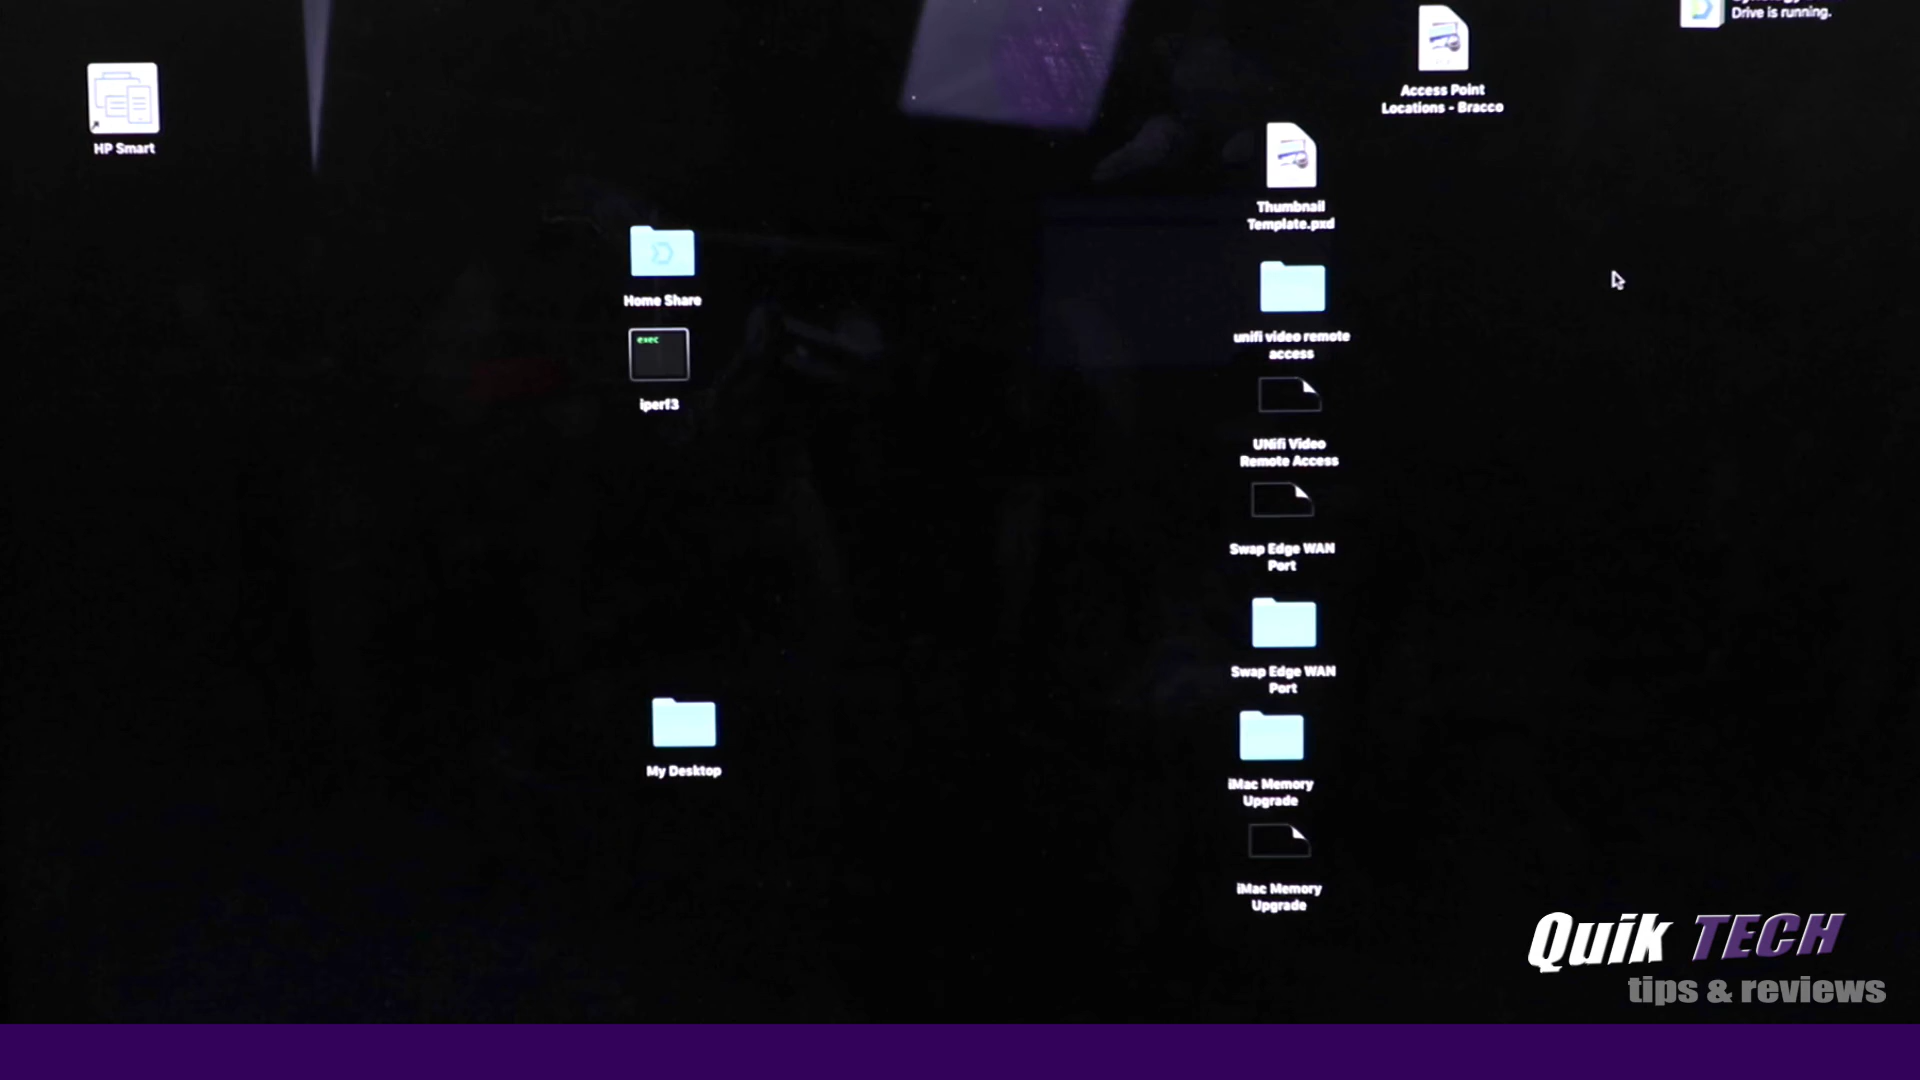 Drive is running.
Access Point
Locations - Bracco
HP Smart
Thumbnail
Template.pxd
Home Share
unifi video remote
access
exec
iperf3
UNifi Video
Remote Access
Swap Edge WAN
Port
Swap Edge WAN
Port
My Desktop
iMac Memory
Upgrade
iMac Memory
Upgrade
Quik TECH
tips & reviews